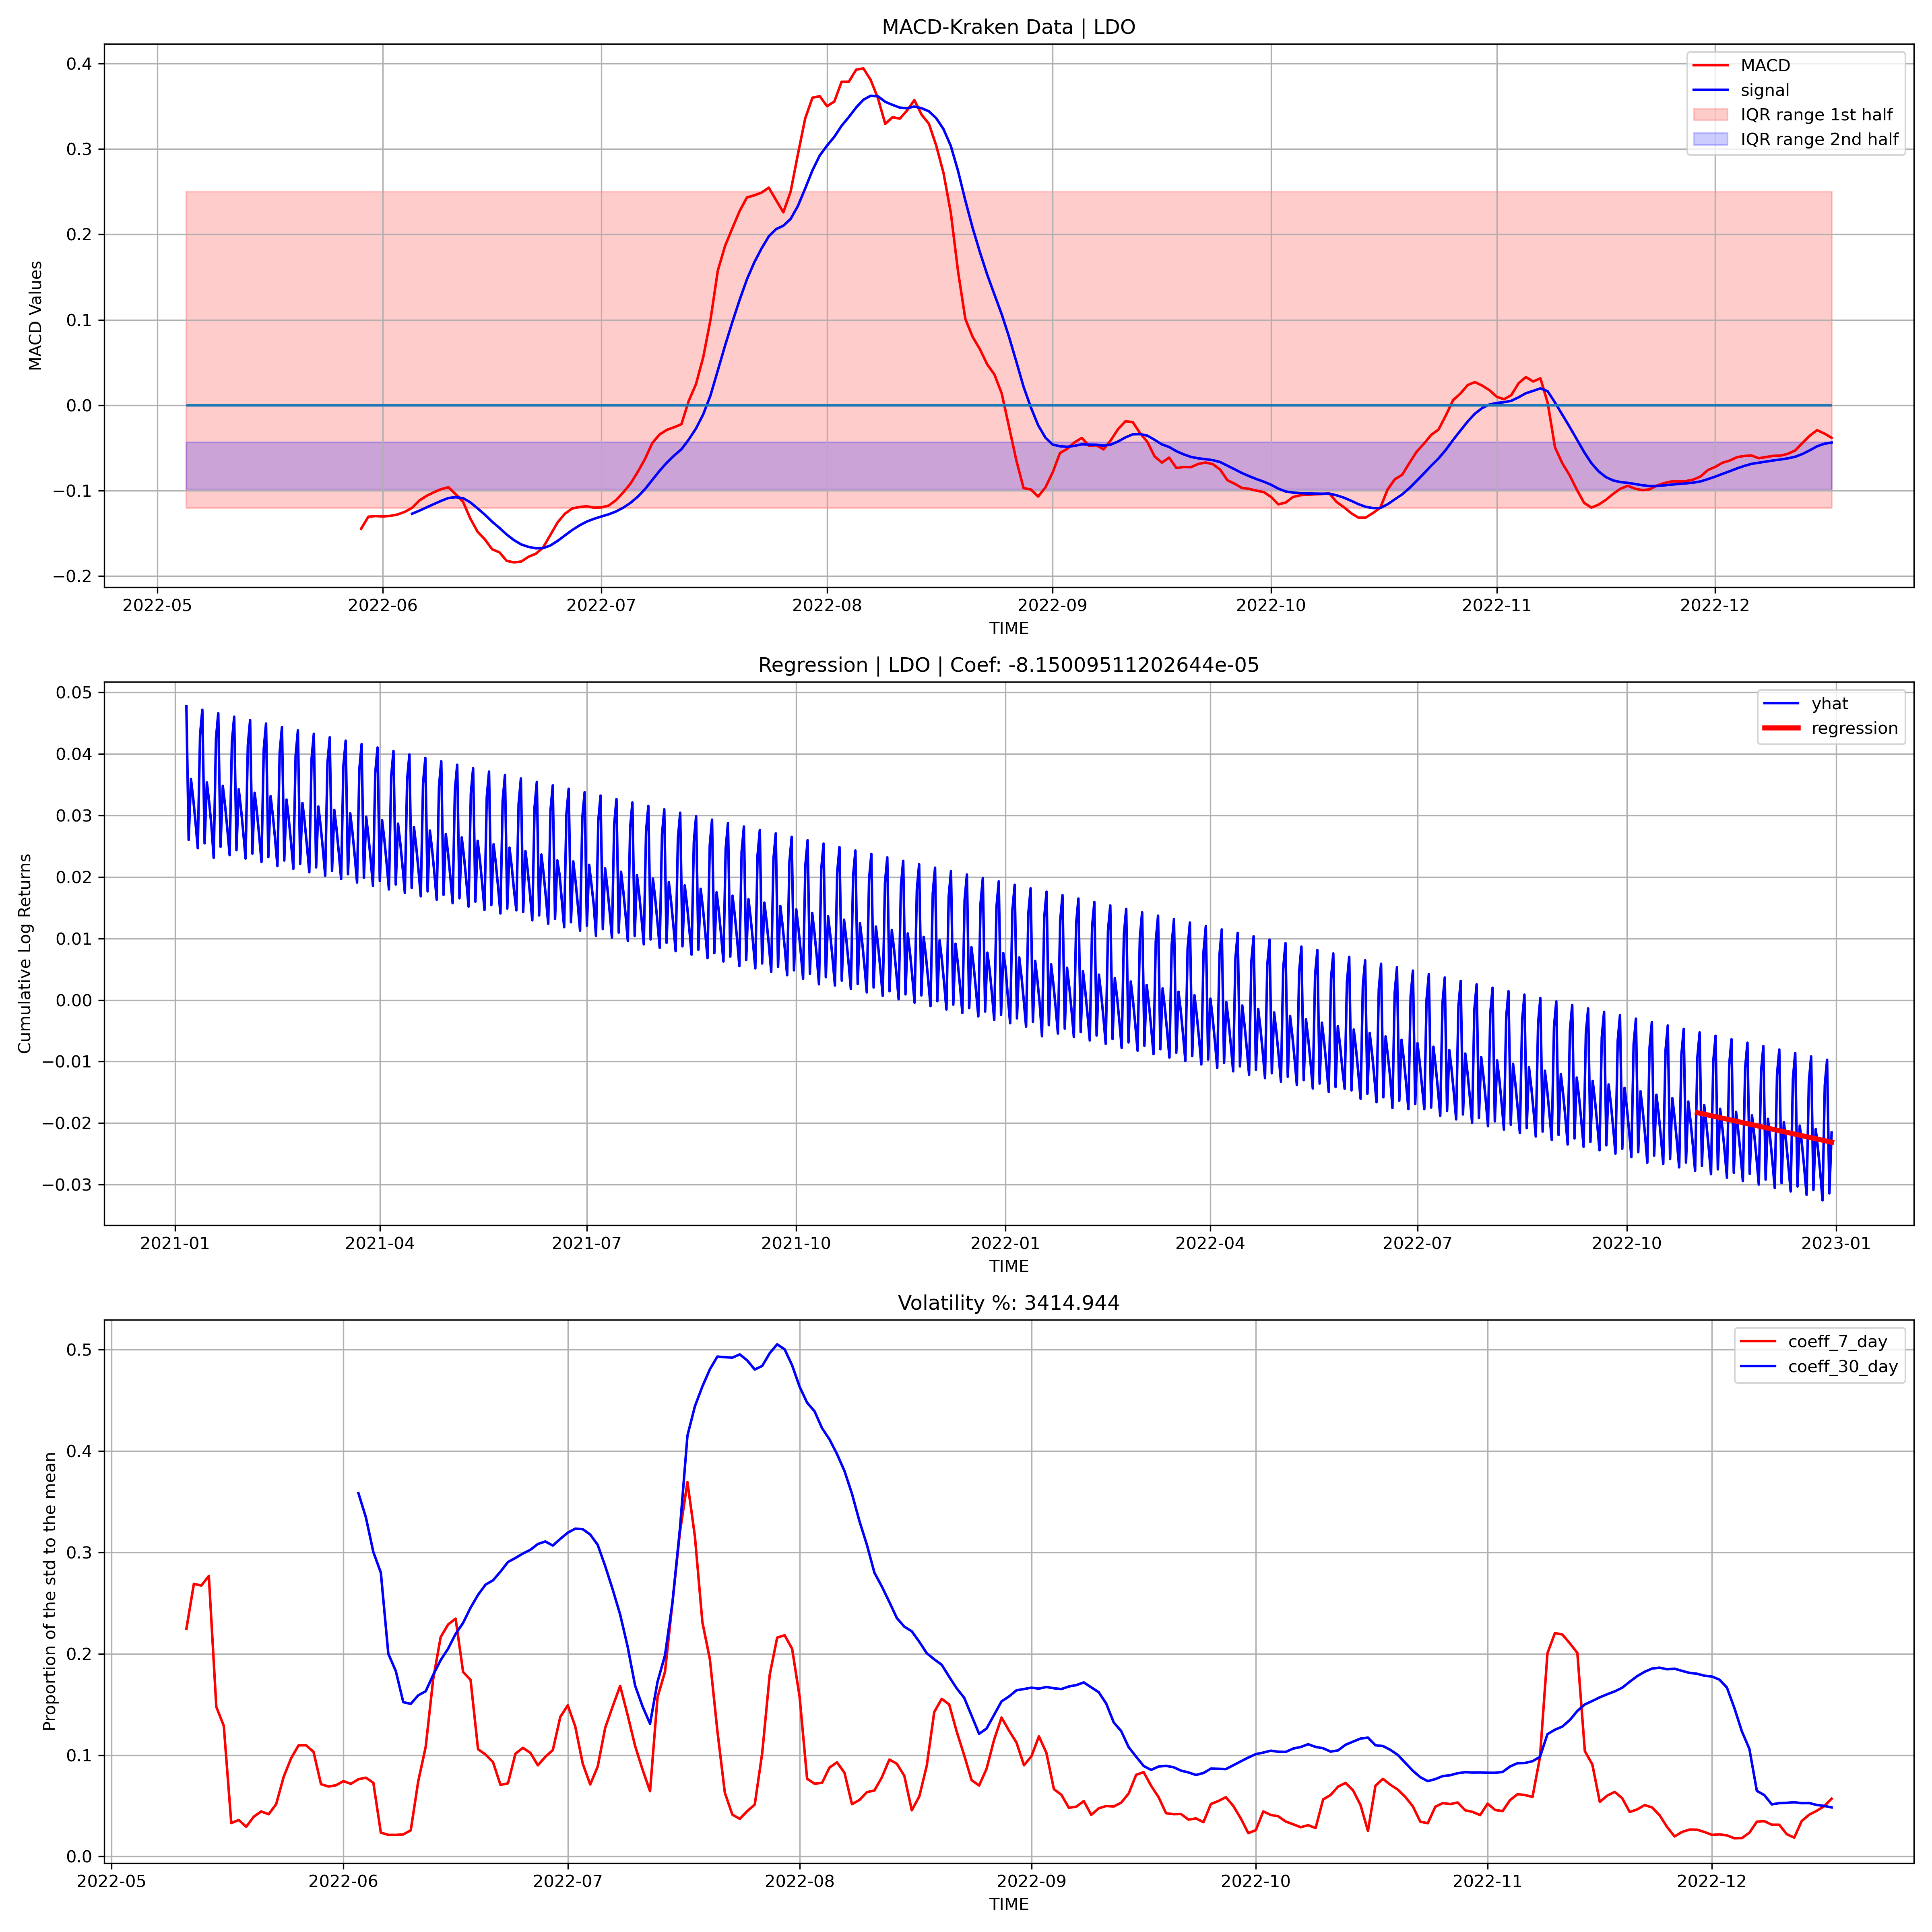 MACD-Kraken Data | LDO
MACD Values
0.4
0.3
0.2
0.1
0.0
−0.1
−0.2
MACD
signal
IQR range 1st half
IQR range 2nd half
2022-05 2022-06 2022-07 2022-08 2022-09 2022-10 2022-11 2022-12
TIME
Regression | LDO | Coef: -8.15009511202644e-05
Cumulative Log Returns
0.05
0.04
0.03
0.02
0.01
0.00
−0.01
−0.02
−0.03
yhat
regression
2021-01 2021-04 2021-07 2021-10 2022-01 2022-04 2022-07 2022-10 2023-01
TIME
Volatility %: 3414.944
Proportion of the std to the mean
0.5
0.4
0.3
0.2
0.1
0.0
coeff_7_day
coeff_30_day
2022-05 2022-06 2022-07 2022-08 2022-09 2022-10 2022-11 2022-12
TIME